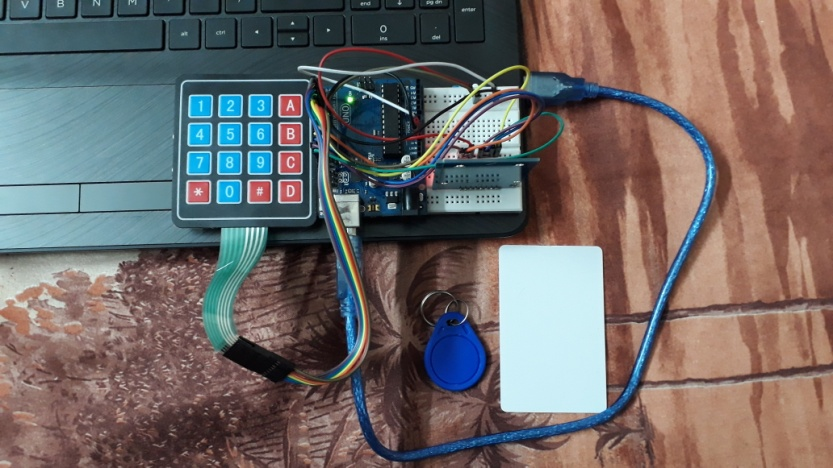 V B N M
end pg dn
alt ctrl
0
ins
.
del
enter
1 2 3 A
4 5 6 B
7 8 9 C
* 0 # D
UNO